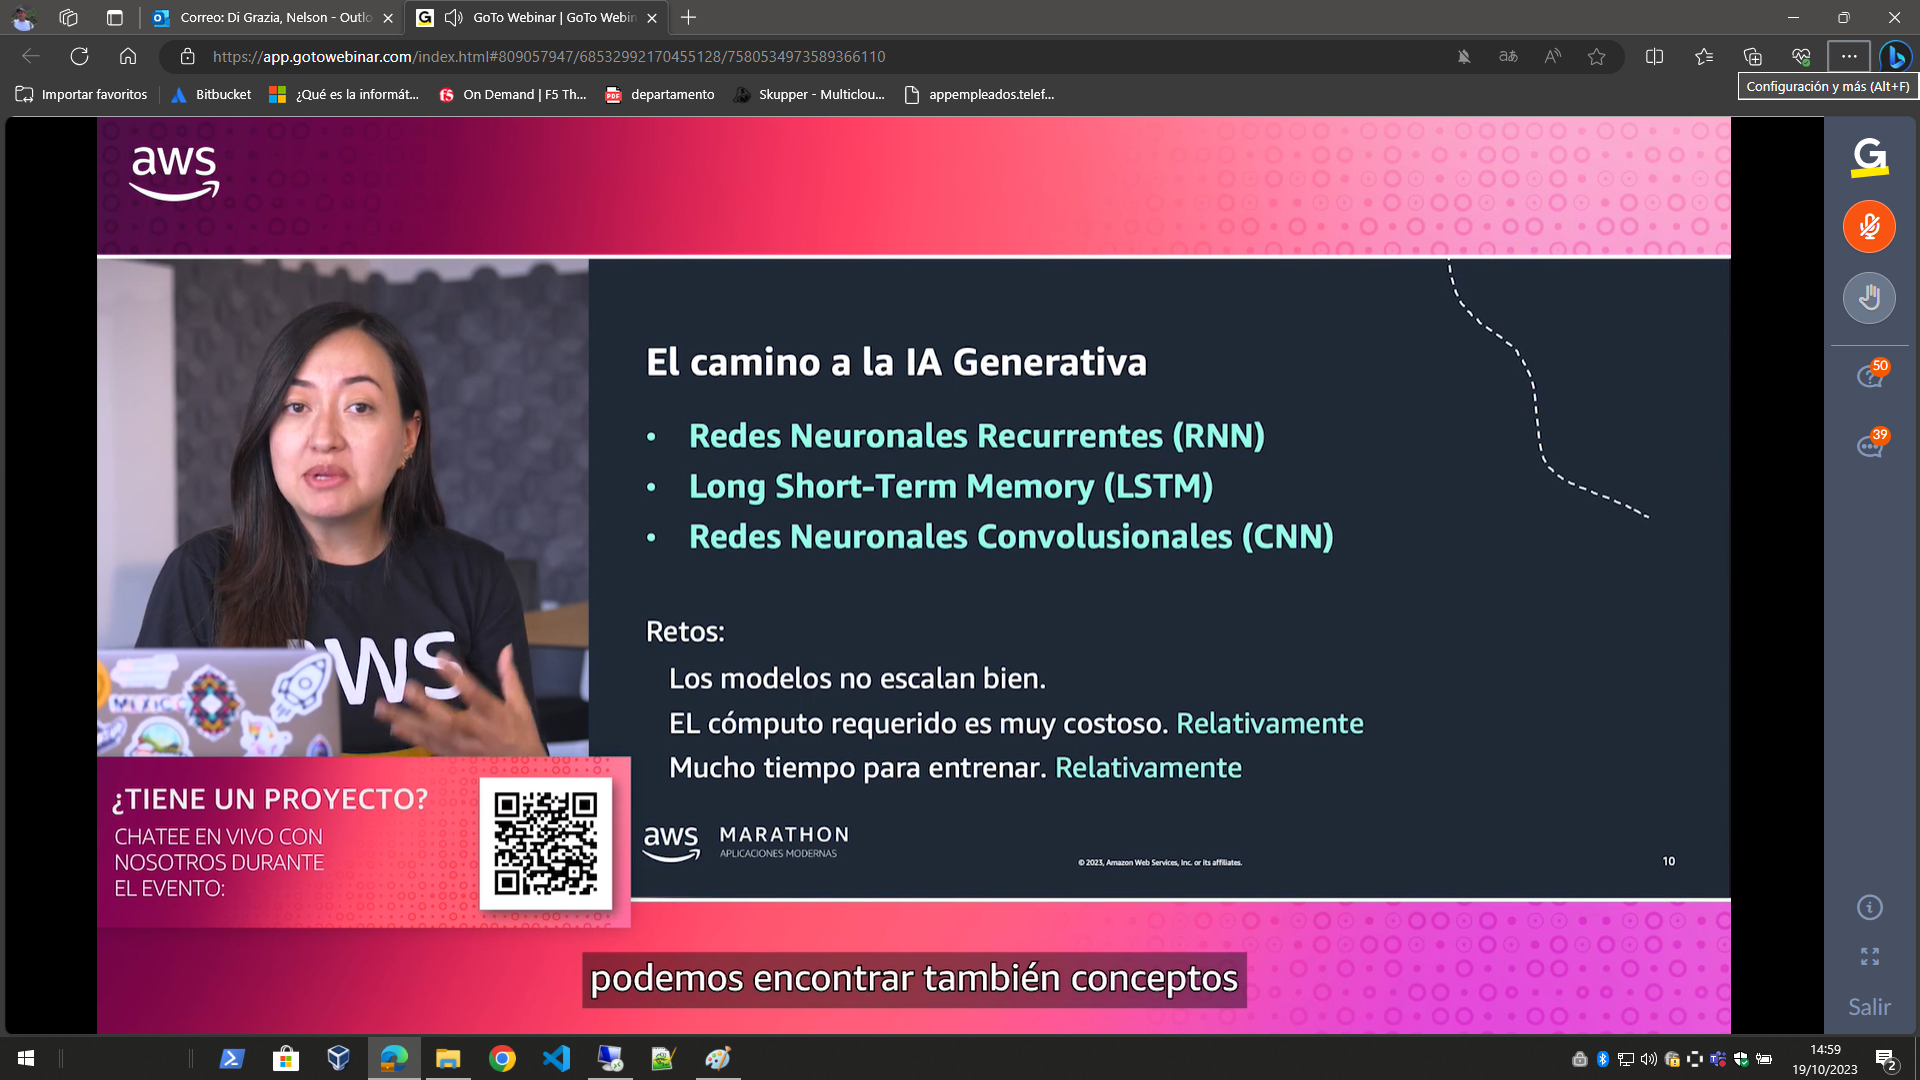 Correo: Di Grazia, Nelson - Outlo
GoTo Webinar | GoTo Webin
https://app.gotowebinar.com/index.html#809057947/68532992170455128/7580534973589366110
Importar favoritos
Bitbucket
¿Qué es la informát...
On Demand | F5 Th...
departamento
Skupper - Multiclou...
appempleados.telef...
Configuración y más (Alt+F)
aws
El camino a la IA Generativa
• Redes Neuronales Recurrentes (RNN)
• Long Short-Term Memory (LSTM)
• Redes Neuronales Convolusionales (CNN)
Retos:
Los modelos no escalan bien.
EL cómputo requerido es muy costoso. Relativamente
Mucho tiempo para entrenar. Relativamente
aws
MEXICO
¿TIENE UN PROYECTO?
CHATEE EN VIVO CON
NOSOTROS DURANTE
EL EVENTO:
aws MARATHON
APLICACIONES MODERNAS
© 2023, Amazon Web Services, Inc. or its affiliates.
10
podemos encontrar también conceptos
G
50
39
Salir
14:59
19/10/2023
2